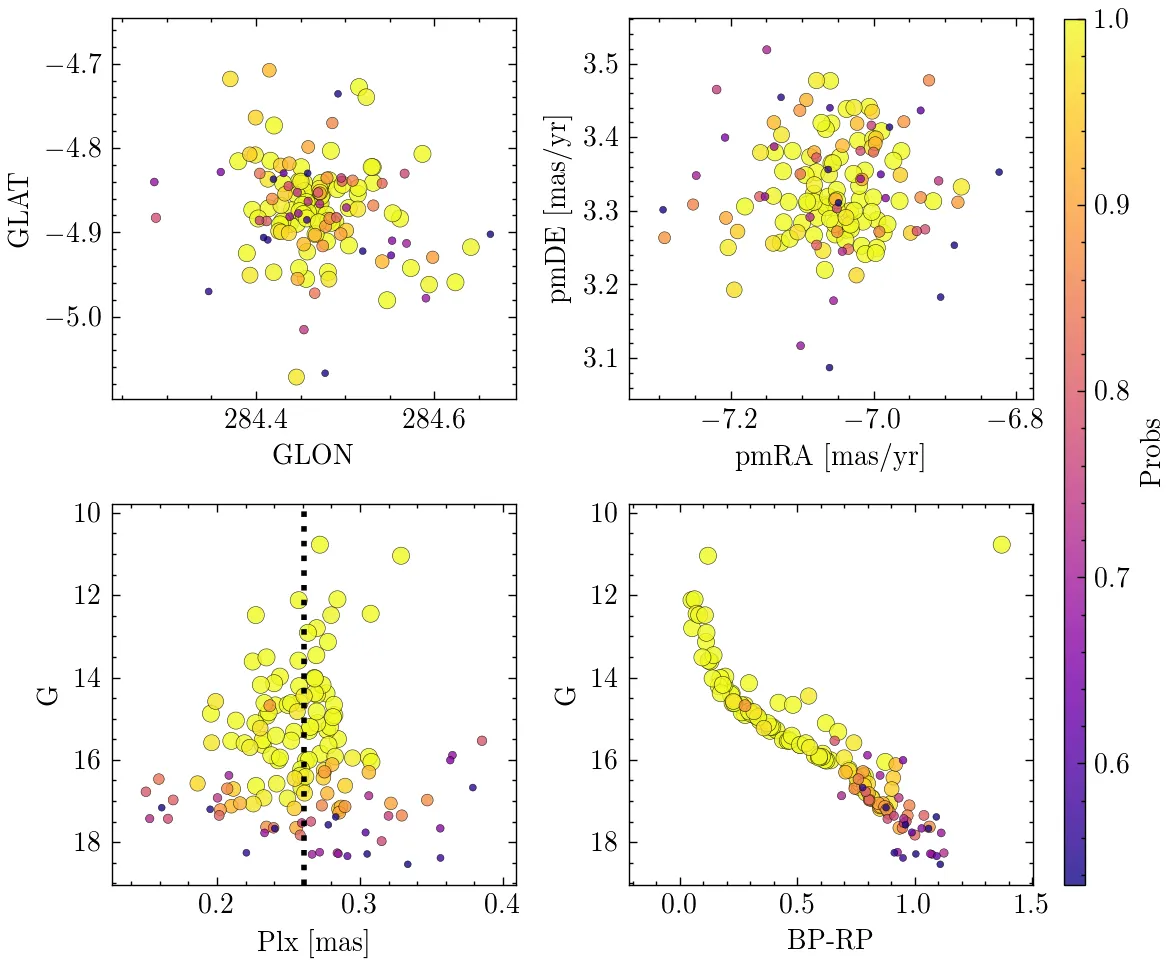 −4.7
−4.8
−4.9
−5.0
GLAT
284.4 284.6
GLON
3.5
3.4
3.3
3.2
3.1
pmDE [mas/yr]
−7.2 −7.0 −6.8
pmRA [mas/yr]
1.0
0.9
0.8
0.7
0.6
Probs
10
12
14
16
18
G
0.2 0.3 0.4
Plx [mas]
10
12
14
16
18
G
0.0 0.5 1.0 1.5
BP-RP